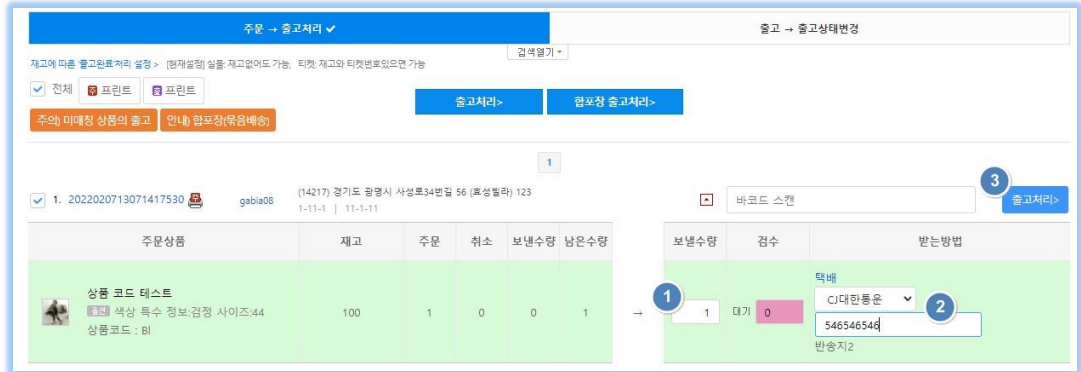 주문 → 출고처리 ✔
출고 → 출고상태변경
검색열기
재고에 따른 '출고완료'처리 설정 > [현재설정] 실물: 재고없어도 가능, 티켓: 재고와 티켓번호있으면 가능
전체 주 프린트 출 프린트
출고처리> 합포장 출고처리>
주의) 미매칭 상품의 출고 안내) 합포장(묶음배송)
1
3
1. 2022020713071417530 gabia08 (14217) 경기도 광명시 사성로34번길 56 (효성빌라) 123 바코드 스캔 출고처리>
1-11-1 | 11-1-11
주문상품 재고 주문 취소 보낸수량 남은수량 보낼수량 검수 받는방법
택배
상품 코드 테스트 1 CJ대한통운 2
옵션 색상 특수 정보:검정 사이즈:44 100 1 0 0 1 → 1 대기 0
546546546
상품코드 : Bl
반송지2